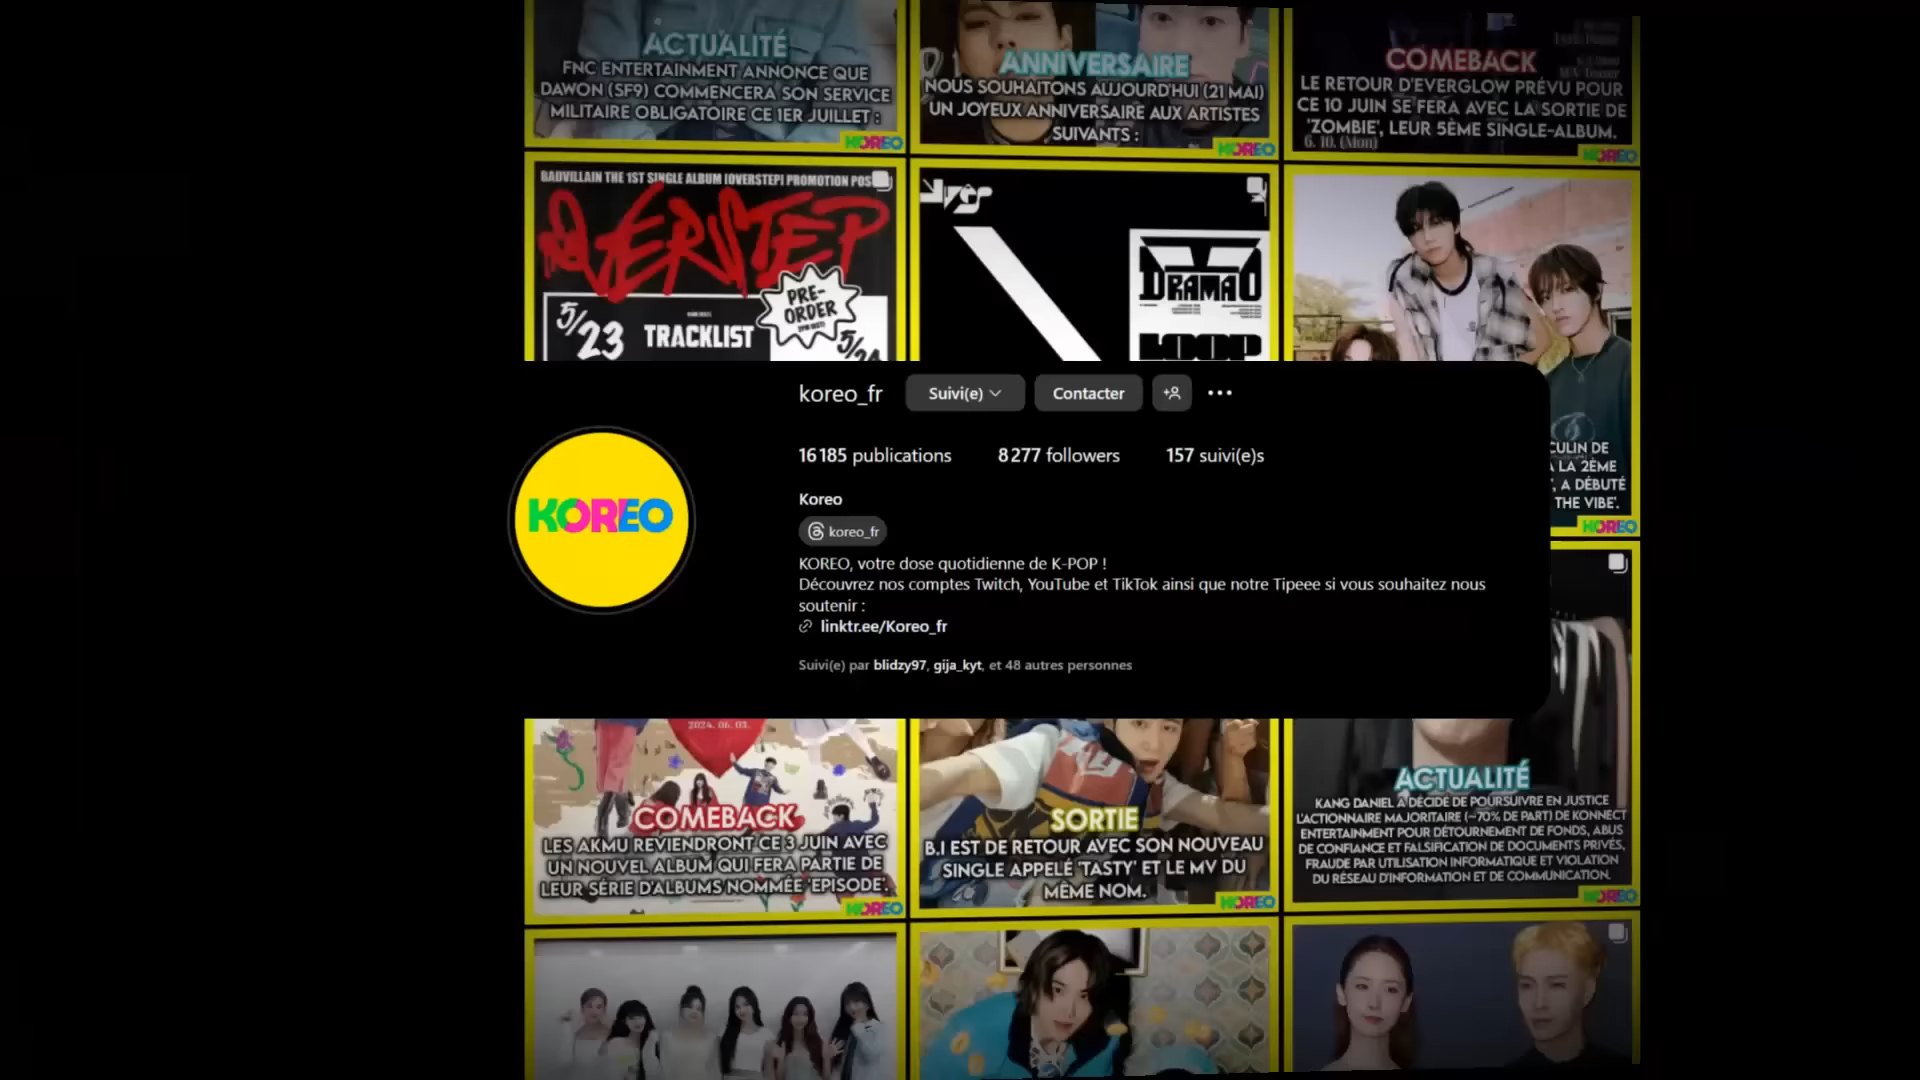 ACTUALITÉ
FNC ENTERTAINMENT ANNONCE QUE
DAWON (SF9) COMMENCERA SON SERVICE
MILITAIRE OBLIGATOIRE CE 1ER JUILLET :
KOREO
ANNIVERSAIRE
NOUS SOUHAITONS AUJOURD'HUI (21 MAI)
UN JOYEUX ANNIVERSAIRE AUX ARTISTES
SUIVANTS :
KOREO
COMEBACK
LE RETOUR D'EVERGLOW PRÉVU POUR
CE 10 JUIN SE FERA AVEC LA SORTIE DE
'ZOMBIE', LEUR 5ÈME SINGLE-ALBUM.
6. 10. (Mon)
KOREO
BADVILLAIN THE 1ST SINGLE ALBUM [OVERSTEP] PROMOTION POS
OVERSTEP
PRE-
ORDER
5/23
TRACKLIST
5/24
yves
DRAMA
LOOP
koreo_fr
Suivi(e)
Contacter
16 185 publications
8 277 followers
157 suivi(e)s
Koreo
koreo_fr
KOREO, votre dose quotidienne de K-POP !
Découvrez nos comptes Twitch, YouTube et TikTok ainsi que notre Tipeee si vous souhaitez nous
soutenir :
linktr.ee/Koreo_fr
Suivi(e) par blidzy97, gija_kyt, et 48 autres personnes
KOREO
CULIN DE
LA 2ÈME
', A DÉBUTÉ
THE VIBE'.
KOREO
2024. 06. 03.
COMEBACK
LES AKMU REVIENDRONT CE 3 JUIN AVEC
UN NOUVEL ALBUM QUI FERA PARTIE DE
LEUR SÉRIE D'ALBUMS NOMMÉE 'EPISODE'.
KOREO
SORTIE
B.I EST DE RETOUR AVEC SON NOUVEAU
SINGLE APPELÉ 'TASTY' ET LE MV DU
MÊME NOM.
KOREO
ACTUALITÉ
KANG DANIEL A DÉCIDÉ DE POURSUIVRE EN JUSTICE
L'ACTIONNAIRE MAJORITAIRE (~70% DE PART) DE KONNECT
ENTERTAINMENT POUR DÉTOURNEMENT DE FONDS, ABUS
DE CONFIANCE ET FALSIFICATION DE DOCUMENTS PRIVÉS,
FRAUDE PAR UTILISATION INFORMATIQUE ET VIOLATION
DU RÉSEAU D'INFORMATION ET DE COMMUNICATION.
KOREO